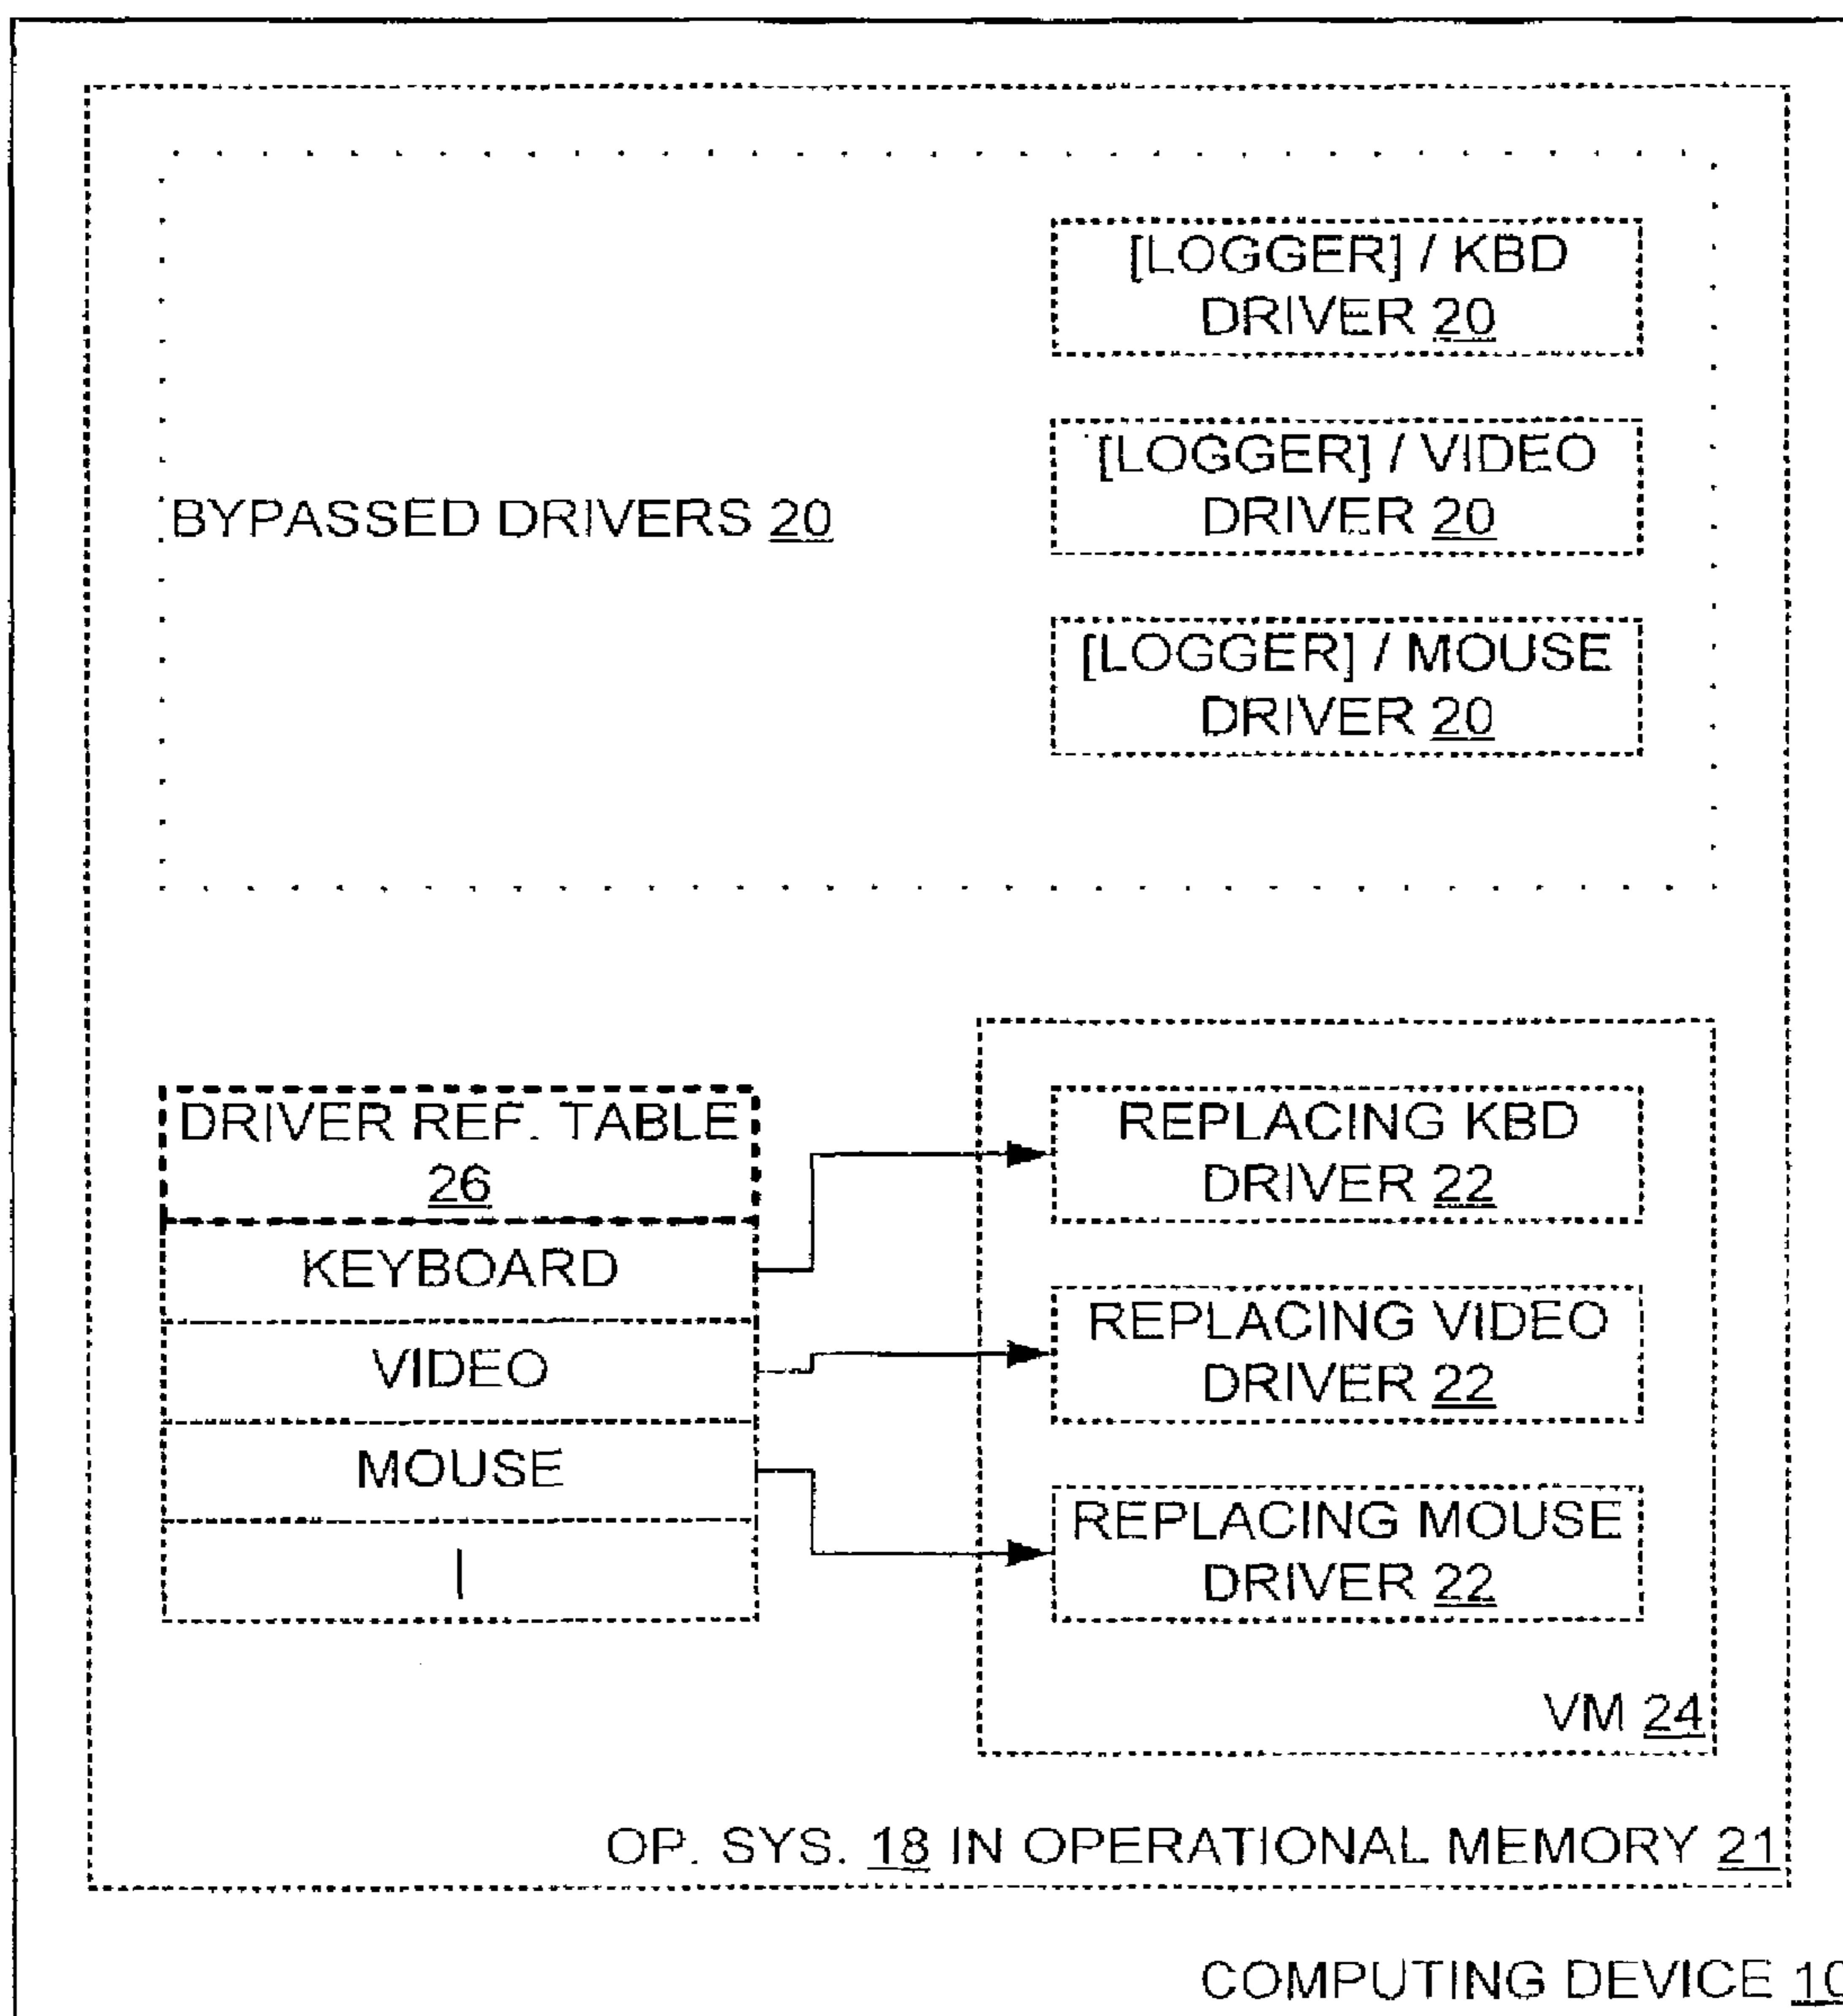 [LOGGER] / KBD
DRIVER 20
[LOGGER] / VIDEO
DRIVER 20
BYPASSED DRIVERS 20
[LOGGER] / MOUSE
DRIVER 20
DRIVER REF. TABLE
26
KEYBOARD
VIDEO
MOUSE
|
REPLACING KBD
DRIVER 22
REPLACING VIDEO
DRIVER 22
REPLACING MOUSE
DRIVER 22
VM 24
OP. SYS. 18 IN OPERATIONAL MEMORY 21
COMPUTING DEVICE 10